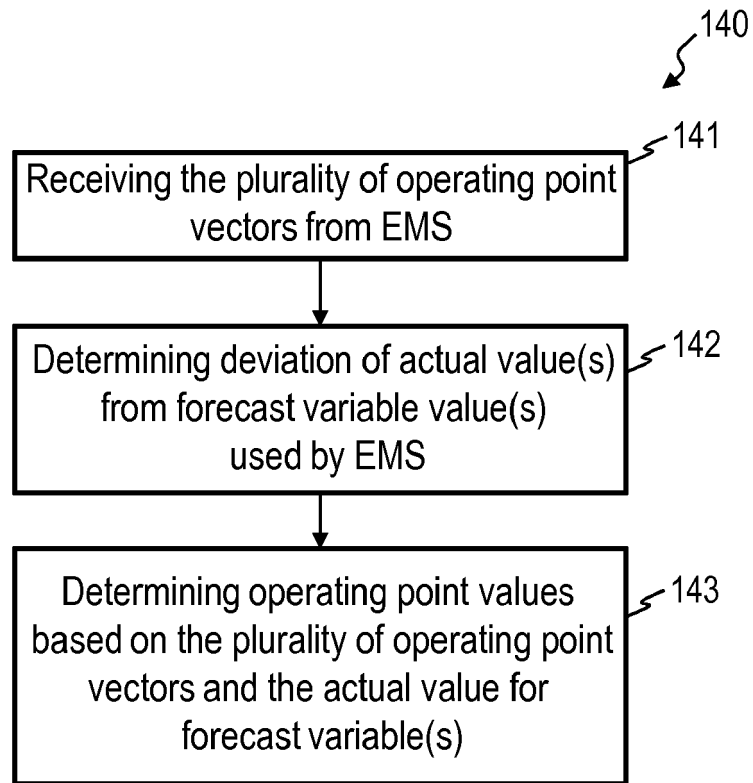 140
141
Receiving the plurality of operating point
vectors from EMS
142
Determining deviation of actual value(s)
from forecast variable value(s)
used by EMS
143
Determining operating point values
based on the plurality of operating point
vectors and the actual value for
forecast variable(s)